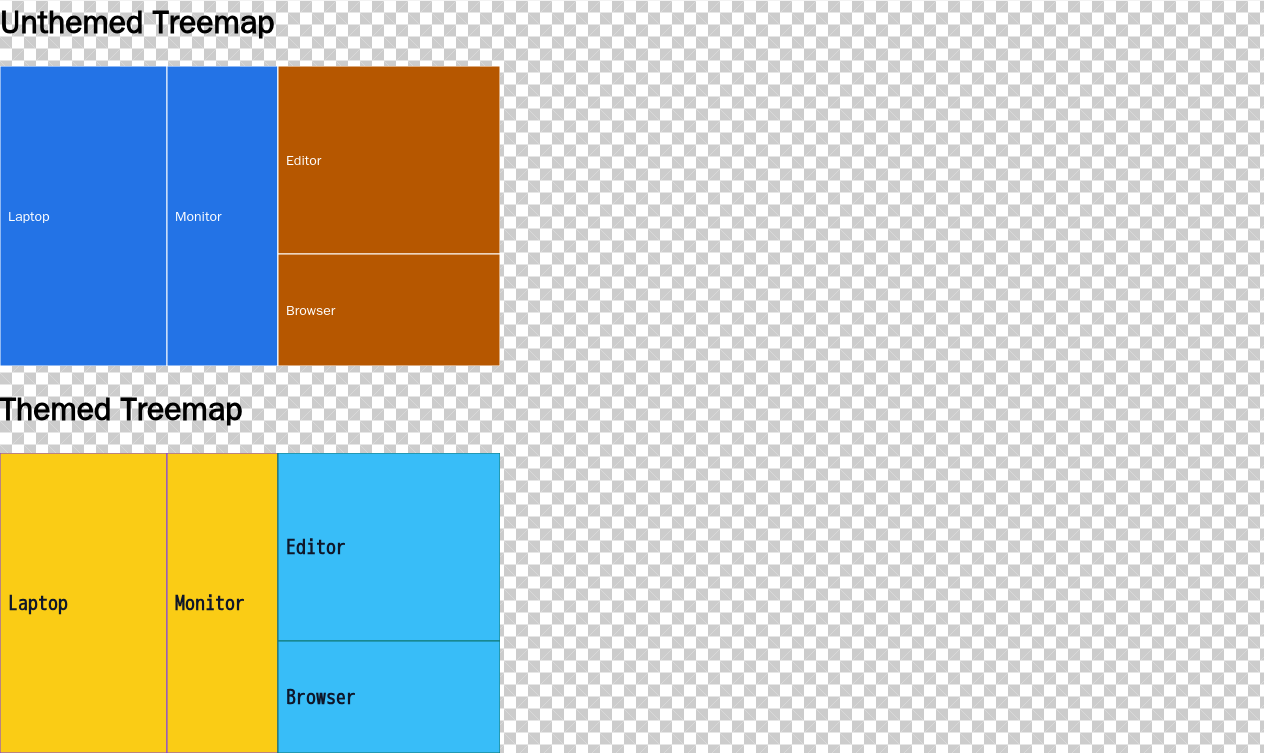 Unthemed Treemap
Editor
Laptop
Monitor
Browser
Themed Treemap
Editor
Laptop
Monitor
Browser